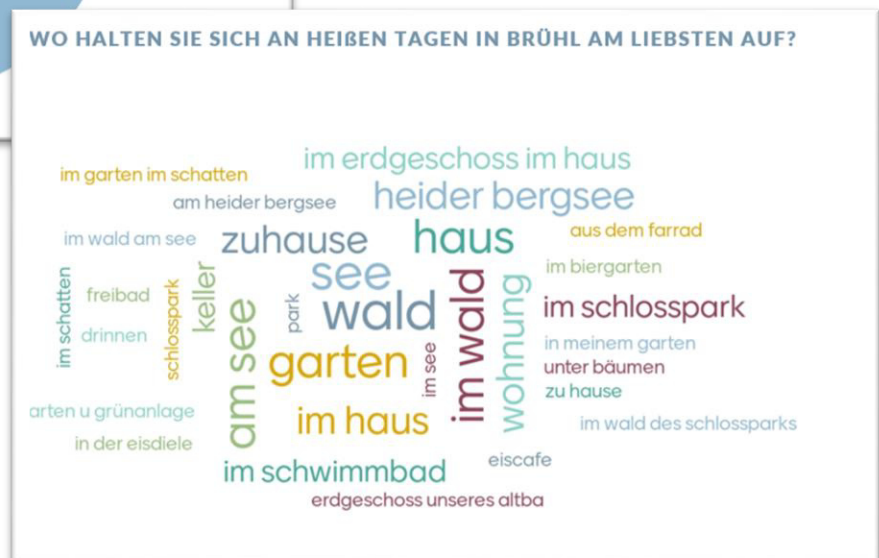 WO HALTEN SIE SICH AN HEIßEN TAGEN IN BRÜHL AM LIEBSTEN AUF?
im erdgeschoss im haus
im garten im schatten
heider bergsee
am heider bergsee
aus dem farrad
haus
im wald am see
zuhause
im biergarten
see
freibad
im schatten
schlosspark
keller
park
wald
im wald
wohnung
im schlosspark
drinnen
am see
in meinem garten
garten
im see
unter bäumen
zu hause
arten u grünanlage
im haus
im wald des schlossparks
in der eisdiele
eiscafe
im schwimmbad
erdgeschoss unseres altba